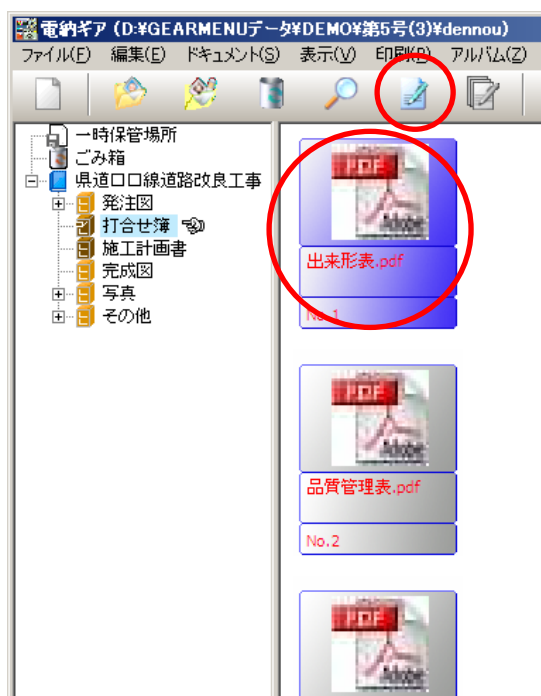 電納ギア (D:¥GEARMENUデータ¥DEMO¥第5号(3)¥dennou)
ファイル(F) 編集(E) ドキュメント(S) 表示(V) 印刷(P) アルバム(Z)
一時保管場所
ごみ箱
県道口口線道路改良工事
発注図
打合せ簿
施工計画書
完成図
写真
その他
PDF
Adobe
出来形表.pdf
No.1
PDF
Adobe
品質管理表.pdf
No.2
PDF
Adobe